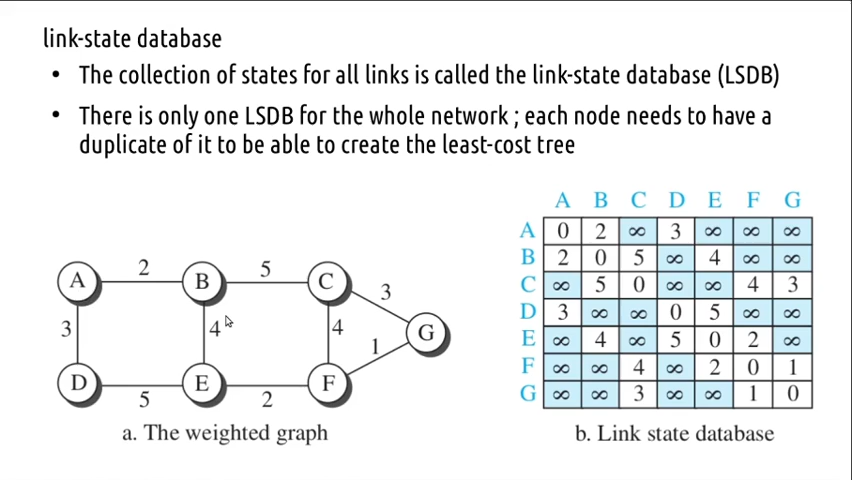 link-state database
• The collection of states for all links is called the link-state database (LSDB)
• There is only one LSDB for the whole network ; each node needs to have a
duplicate of it to be able to create the least-cost tree
A 2 B 5 C 3 G
3 4 4 1
D 5 E 2 F
a. The weighted graph
A B C D E F G
A 0 2 ∞ 3 ∞ ∞ ∞
B 2 0 5 ∞ 4 ∞ ∞
C ∞ 5 0 ∞ ∞ 4 3
D 3 ∞ ∞ 0 5 ∞ ∞
E ∞ 4 ∞ 5 0 2 ∞
F ∞ ∞ 4 ∞ 2 0 1
G ∞ ∞ 3 ∞ ∞ 1 0
b. Link state database